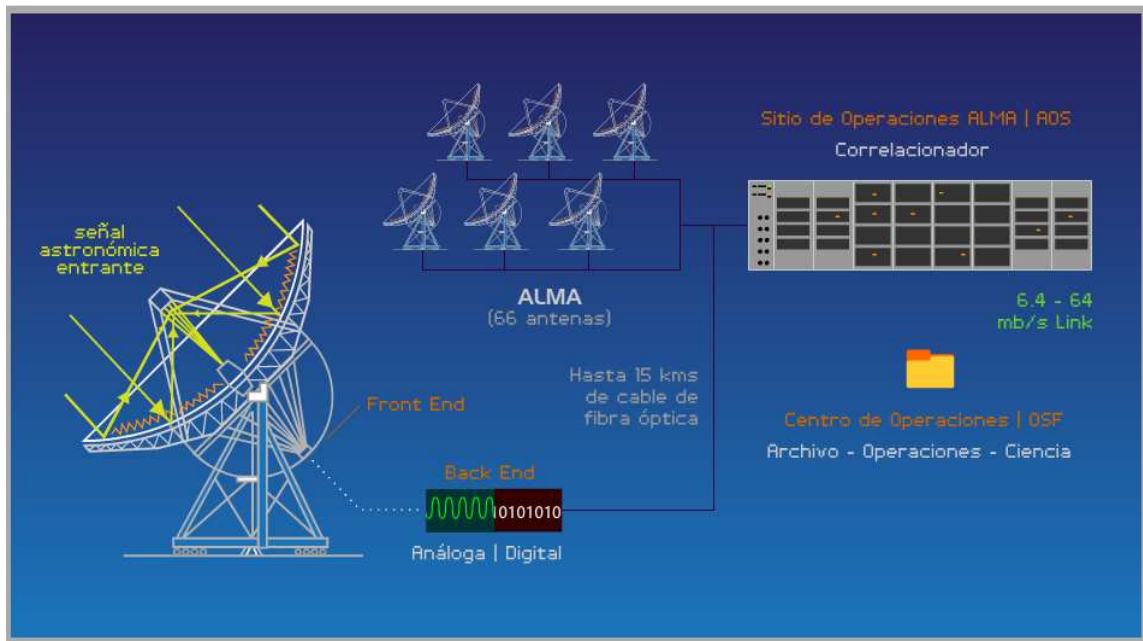 señal
astronómica
entrante
ALMA
(66 antenas)
Sitio de Operaciones ALMA | AOS
Correlacionador
6.4 - 64
mb/s Link
Hasta 15 kms
de cable de
fibra óptica
Front End
Centro de Operaciones | OSF
Archivo - Operaciones - Ciencia
Back End
10101010
Análoga | Digital